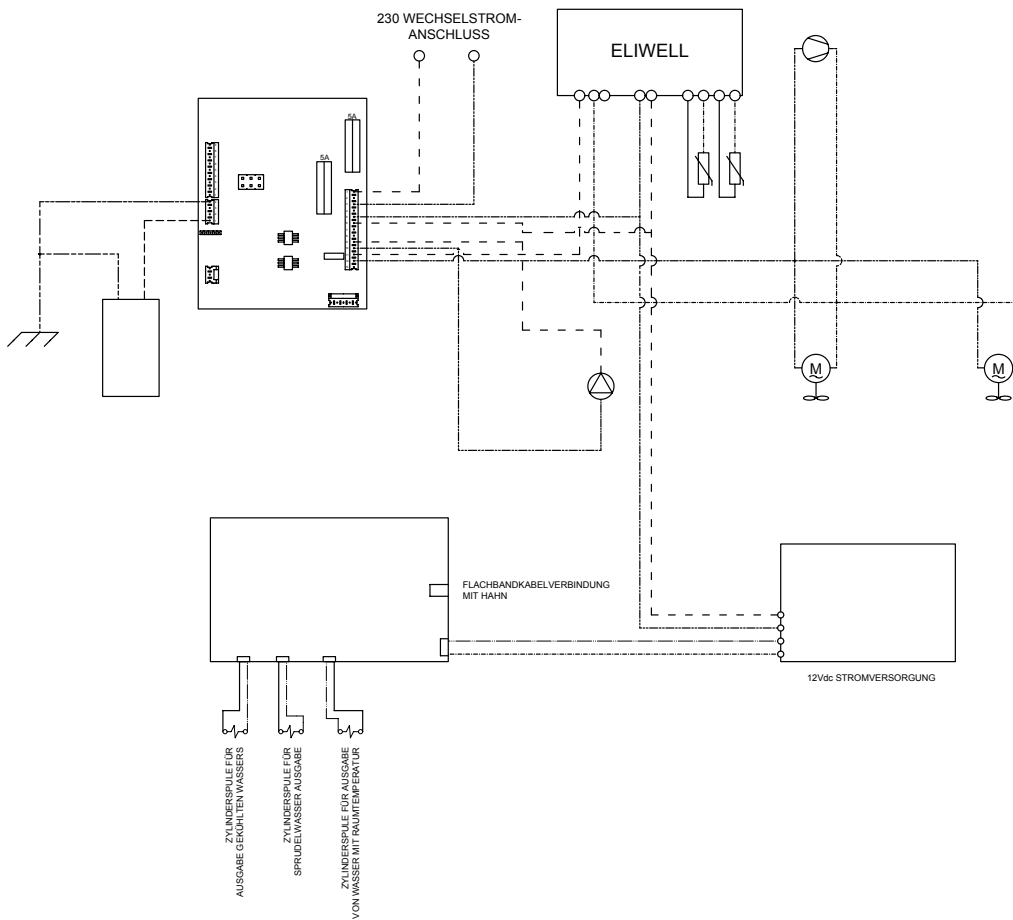 230 WECHSELSTROM-
ANSCHLUSS
ELIWELL
5A
5A
M
M
FLACHBANDKABELVERBINDUNG
MIT HAHN
12Vdc STROMVERSORGUNG
ZYLINDERSPULE FÜR
AUSGABE GEKÜHLTEN WASSERS
ZYLINDERSPULE FÜR
SPRUDELWASSER AUSGABE
ZYLINDERSPULE FÜR AUSGABE
VON WASSER MIT RAUMTEMPERATUR